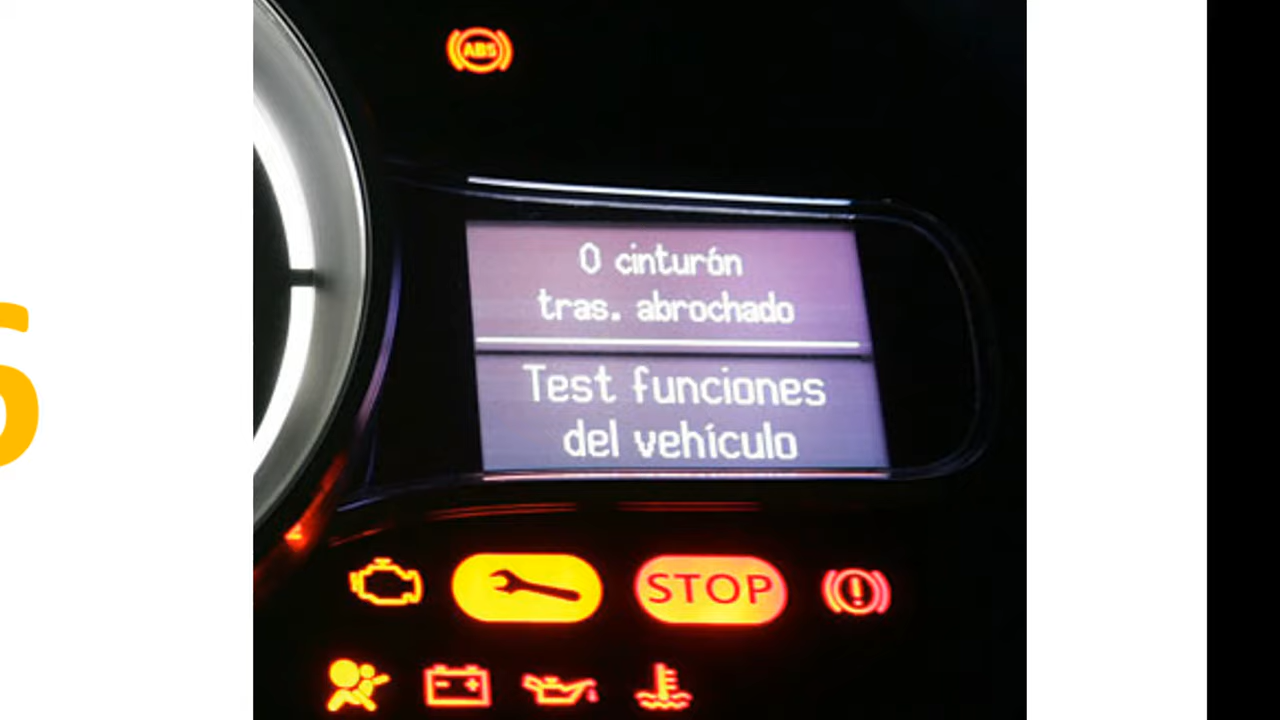 ABS
0 cinturón
tras. abrochado
Test funciones
del vehículo
STOP